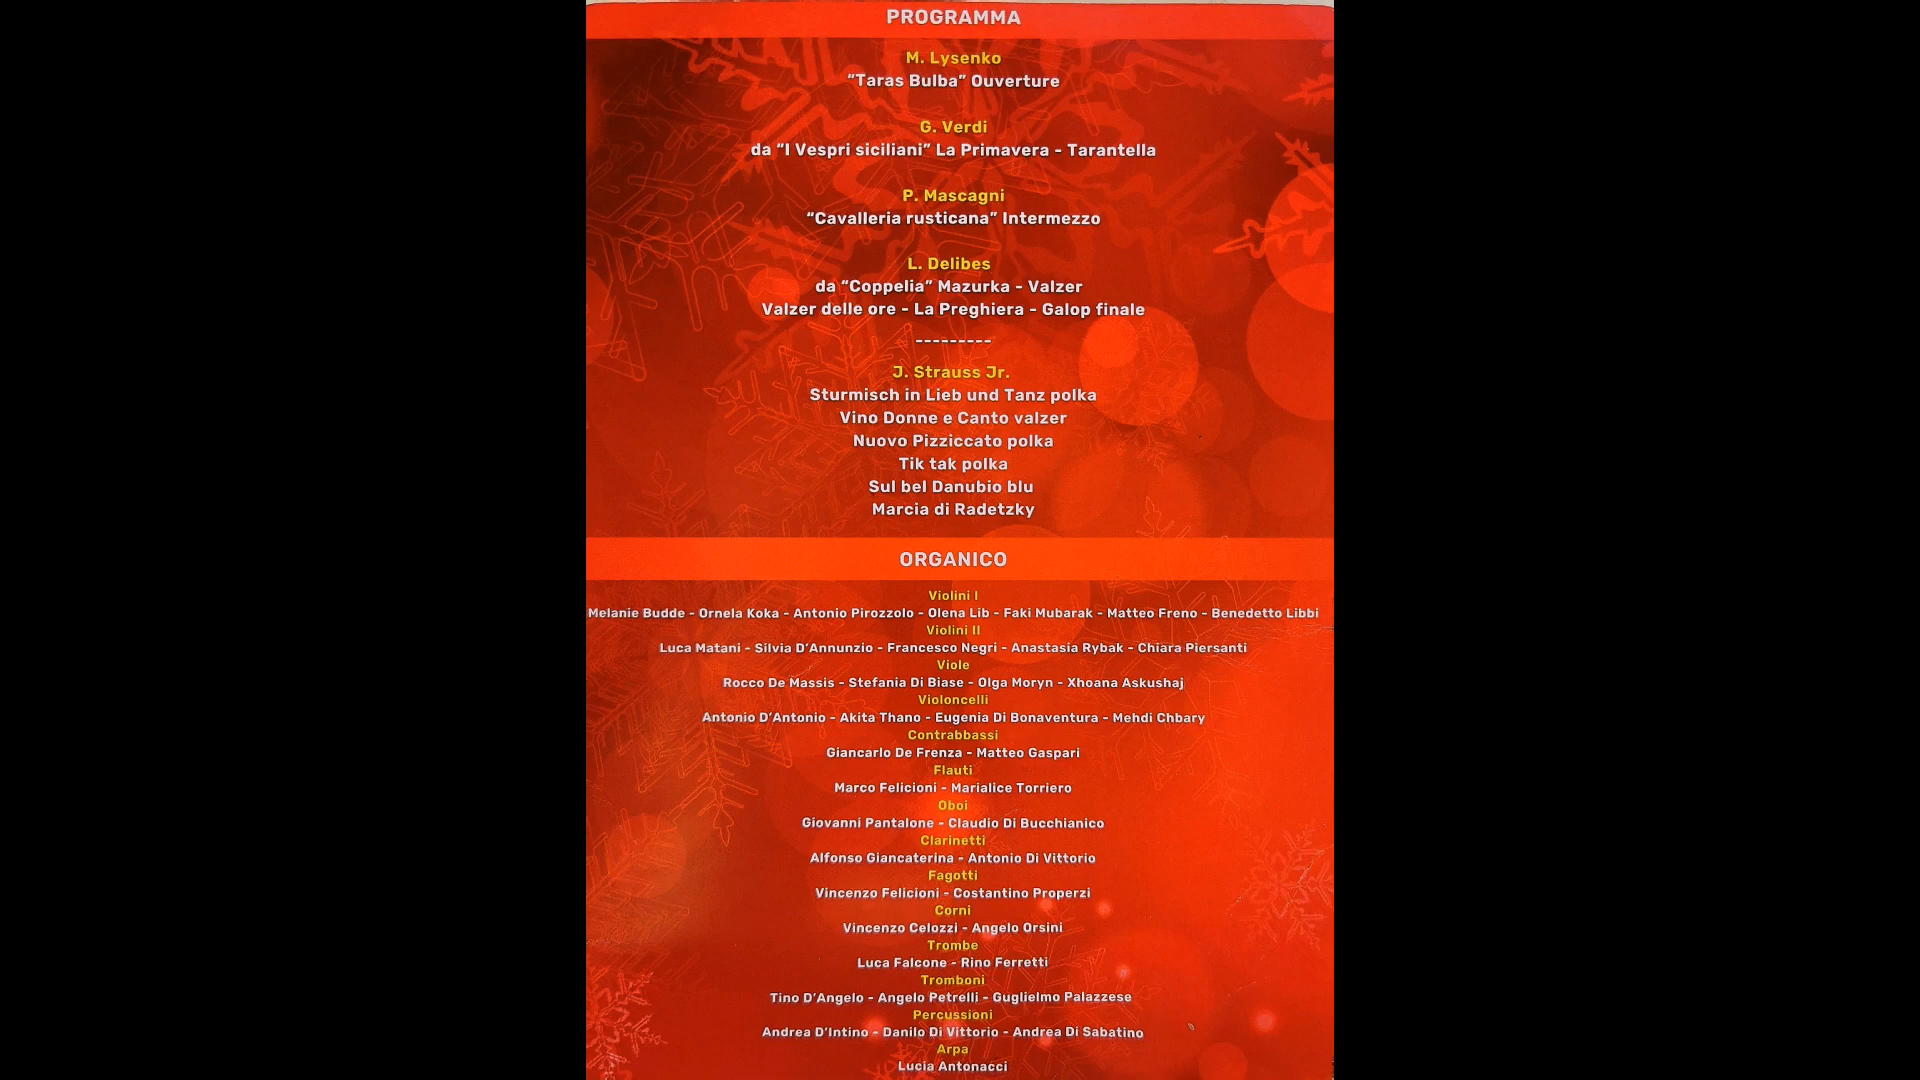 PROGRAMMA
M. Lysenko
“Taras Bulba” Ouverture
G. Verdi
da “I Vespri siciliani” La Primavera - Tarantella
P. Mascagni
“Cavalleria rusticana” Intermezzo
L. Delibes
da “Coppelia” Mazurka - Valzer
Valzer delle ore - La Preghiera - Galop finale
---------
J. Strauss Jr.
Sturmisch in Lieb und Tanz polka
Vino Donne e Canto valzer
Nuovo Pizziccato polka
Tik tak polka
Sul bel Danubio blu
Marcia di Radetzky
ORGANICO
Violini I
Melanie Budde - Ornela Koka - Antonio Pirozzolo - Olena Lib - Faki Mubarak - Matteo Freno - Benedetto Libbi
Violini II
Luca Matani - Silvia D’Annunzio - Francesco Negri - Anastasia Rybak - Chiara Piersanti
Viole
Rocco De Massis - Stefania Di Biase - Olga Moryn - Xhoana Askushaj
Violoncelli
Antonio D’Antonio - Akita Thano - Eugenia Di Bonaventura - Mehdi Chbary
Contrabbassi
Giancarlo De Frenza - Matteo Gaspari
Flauti
Marco Felicioni - Marialice Torriero
Oboi
Giovanni Pantalone - Claudio Di Bucchianico
Clarinetti
Alfonso Giancaterina - Antonio Di Vittorio
Fagotti
Vincenzo Felicioni - Costantino Properzi
Corni
Vincenzo Celozzi - Angelo Orsini
Trombe
Luca Falcone - Rino Ferretti
Tromboni
Tino D’Angelo - Angelo Petrelli - Guglielmo Palazzese
Percussioni
Andrea D’Intino - Danilo Di Vittorio - Andrea Di Sabatino
Arpa
Lucia Antonacci